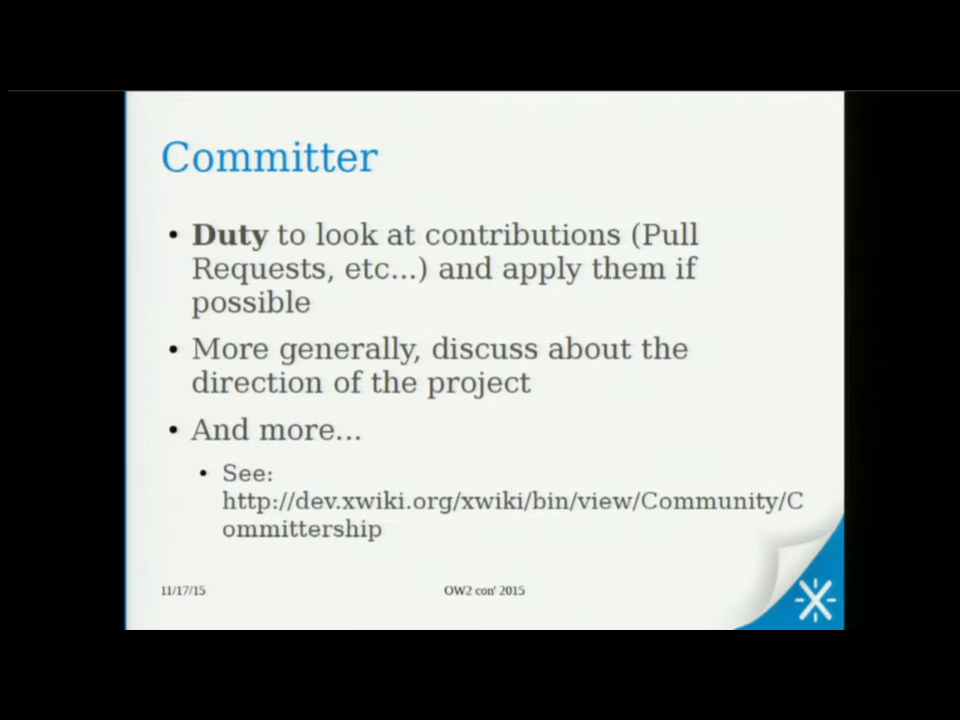 Committer
• Duty to look at contributions (Pull
Requests, etc...) and apply them if
possible
• More generally, discuss about the
direction of the project
• And more...
• See:
http://dev.xwiki.org/xwiki/bin/view/Community/C
ommittership
11/17/15
OW2 con' 2015